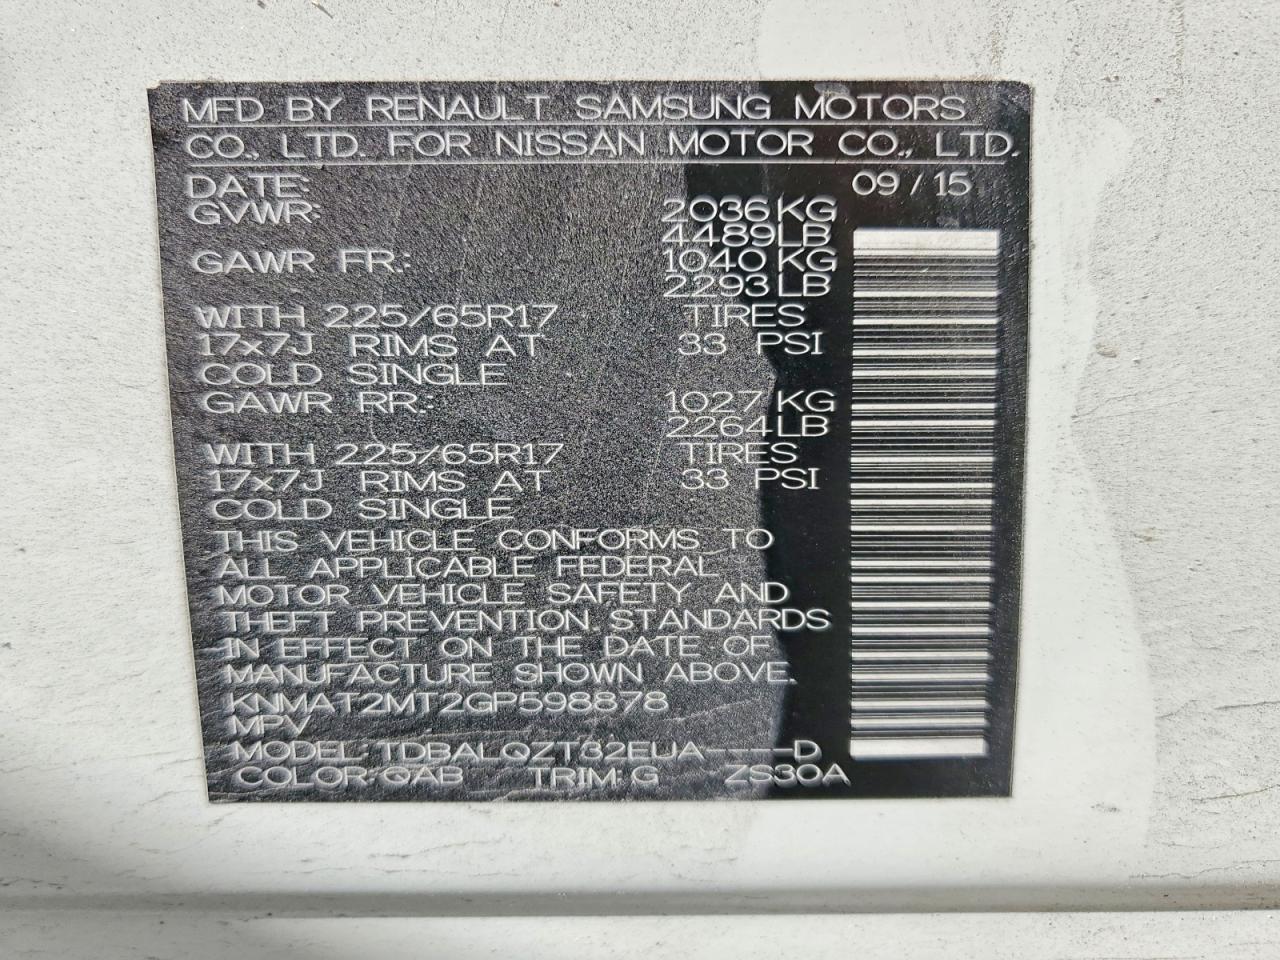 MFD BY RENAULT SAMSUNG MOTORS
CO., LTD. FOR NISSAN MOTOR CO., LTD.
DATE: 09 / 15
GVWR: 2036 KG
4489 LB
GAWR FR.: 1040 KG
2293 LB
WITH 225/65R17 TIRES
17x7J RIMS AT 33 PSI
COLD SINGLE
GAWR RR.: 1027 KG
2264 LB
WITH 225/65R17 TIRES
17x7J RIMS AT 33 PSI
COLD SINGLE
THIS VEHICLE CONFORMS TO
ALL APPLICABLE FEDERAL
MOTOR VEHICLE SAFETY AND
THEFT PREVENTION STANDARDS
IN EFFECT ON THE DATE OF
MANUFACTURE SHOWN ABOVE.
KNMAT2MT2GP598878
MPV
MODEL: TDBALQZT32EUA----D
COLOR: QAB TRIM: G ZS30A